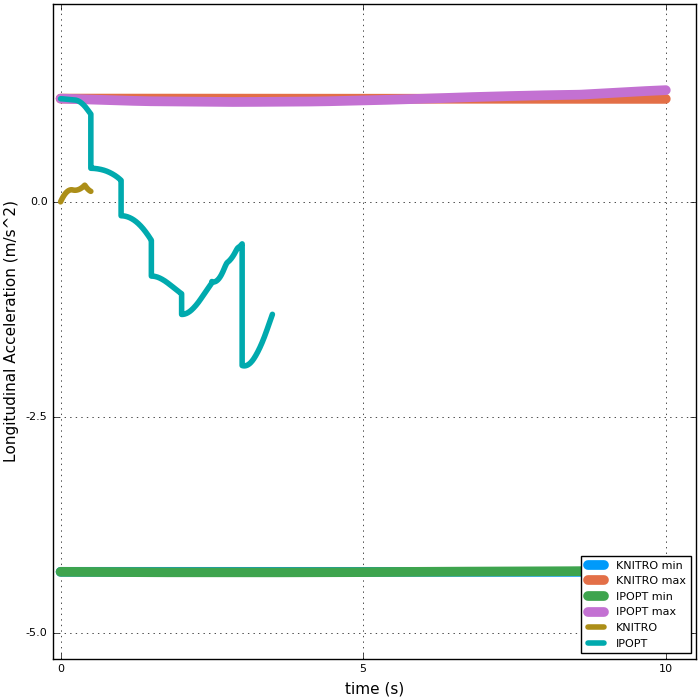 Longitudinal Acceleration (m/s^2)
0.0
-2.5
-5.0
0
5
10
time (s)
KNITRO min
KNITRO max
IPOPT min
IPOPT max
KNITRO
IPOPT